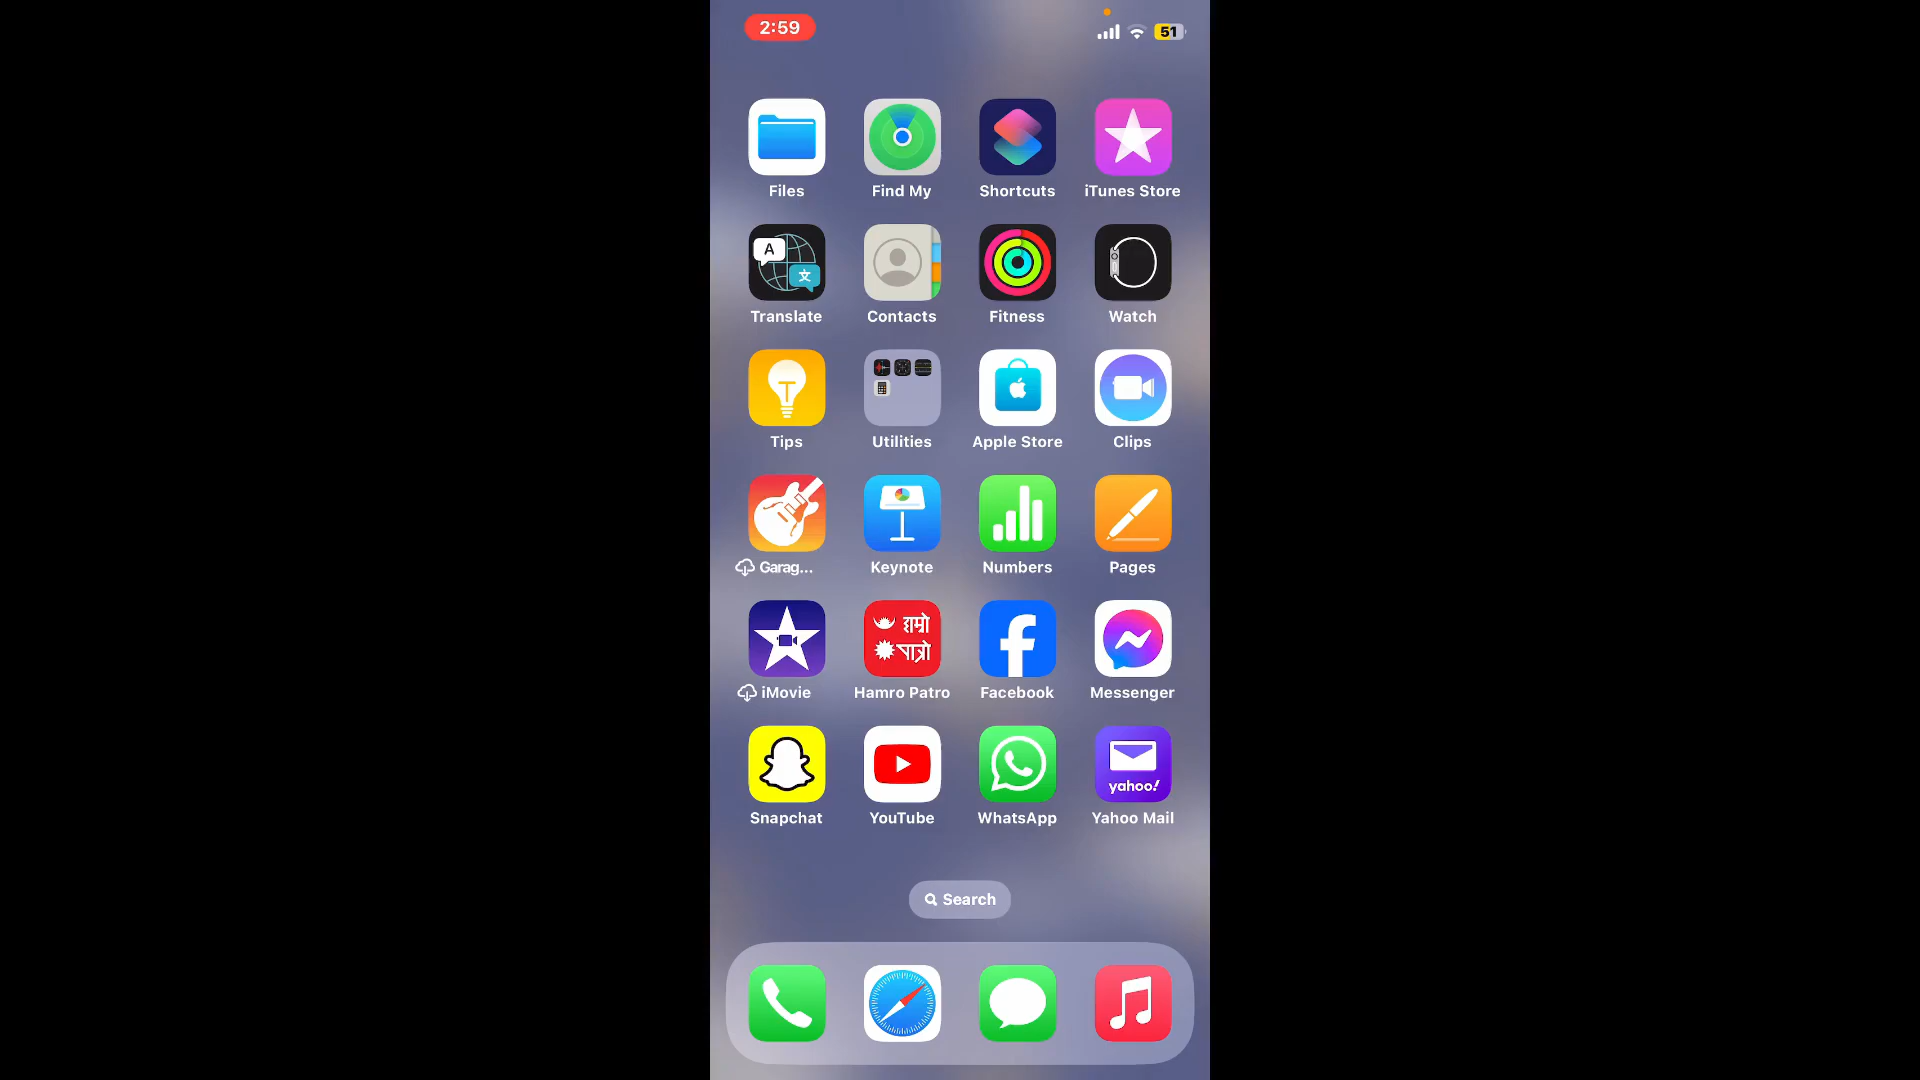 2:59
51
Files
Find My
Shortcuts
iTunes Store
A
文
Translate
Contacts
Fitness
Watch
Tips
Utilities
Apple Store
Clips
Garag...
Keynote
Numbers
Pages
हाम्रो
पात्रो
iMovie
Hamro Patro
Facebook
Messenger
yahoo!
Snapchat
YouTube
WhatsApp
Yahoo Mail
Search